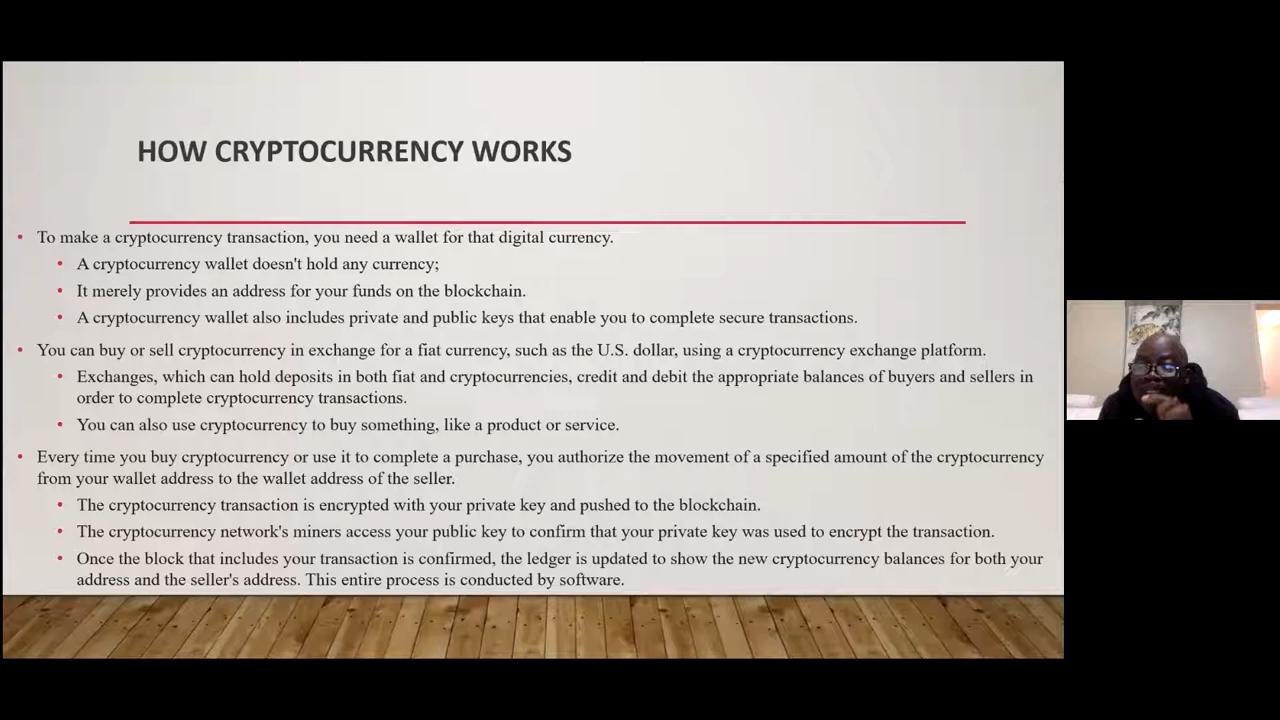 HOW CRYPTOCURRENCY WORKS
• To make a cryptocurrency transaction, you need a wallet for that digital currency.
• A cryptocurrency wallet doesn't hold any currency;
• It merely provides an address for your funds on the blockchain.
• A cryptocurrency wallet also includes private and public keys that enable you to complete secure transactions.
• You can buy or sell cryptocurrency in exchange for a fiat currency, such as the U.S. dollar, using a cryptocurrency exchange platform.
• Exchanges, which can hold deposits in both fiat and cryptocurrencies, credit and debit the appropriate balances of buyers and sellers in
order to complete cryptocurrency transactions.
• You can also use cryptocurrency to buy something, like a product or service.
• Every time you buy cryptocurrency or use it to complete a purchase, you authorize the movement of a specified amount of the cryptocurrency
from your wallet address to the wallet address of the seller.
• The cryptocurrency transaction is encrypted with your private key and pushed to the blockchain.
• The cryptocurrency network's miners access your public key to confirm that your private key was used to encrypt the transaction.
• Once the block that includes your transaction is confirmed, the ledger is updated to show the new cryptocurrency balances for both your
address and the seller's address. This entire process is conducted by software.